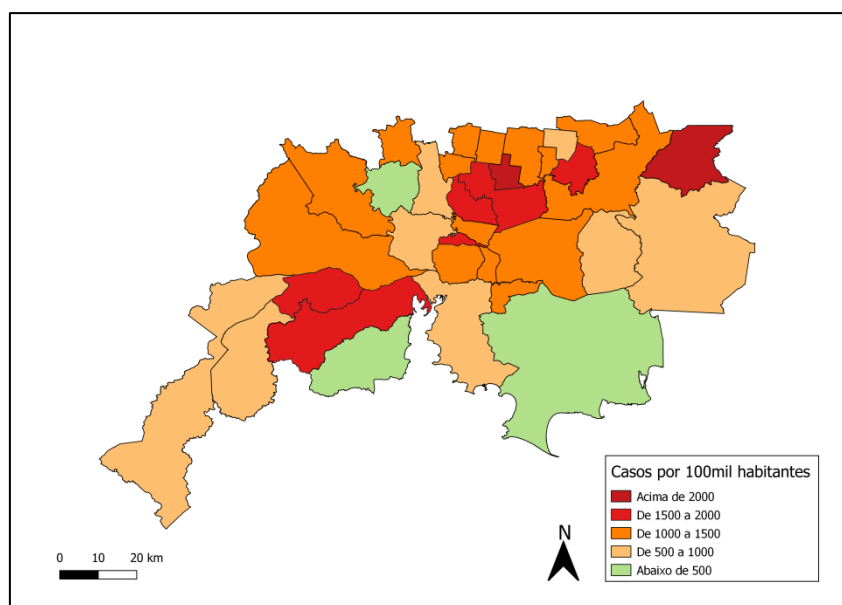 Casos por 100mil habitantes
Acima de 2000
De 1500 a 2000
De 1000 a 1500
De 500 a 1000
Abaixo de 500
N
0 10 20 km